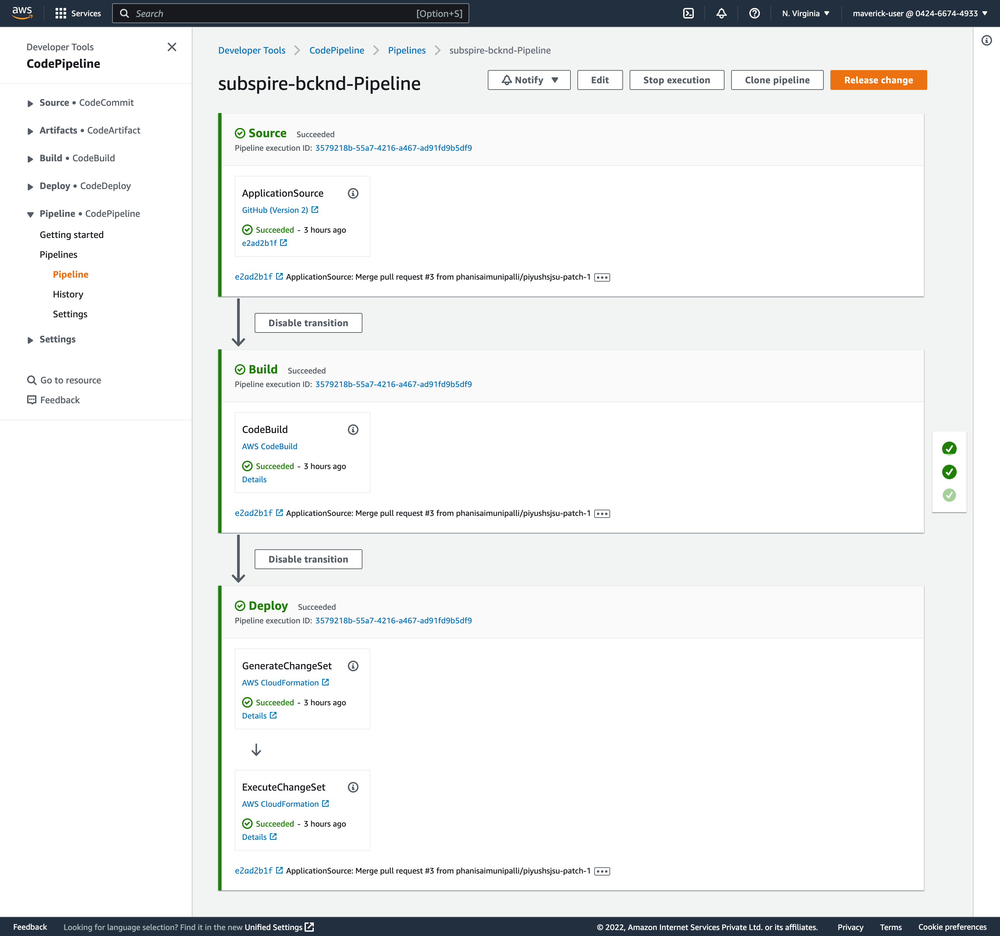 aws
Services
Search [Option+S]
N. Virginia
maverick-user @ 0424-6674-4933
Developer Tools
CodePipeline
Source • CodeCommit
Artifacts • CodeArtifact
Build • CodeBuild
Deploy • CodeDeploy
Pipeline • CodePipeline
Getting started
Pipelines
Pipeline
History
Settings
Settings
Go to resource
Feedback
Developer Tools
CodePipeline
Pipelines
subspire-bcknd-Pipeline
subspire-bcknd-Pipeline
Notify
Edit
Stop execution
Clone pipeline
Release change
Source Succeeded
Pipeline execution ID: 3579218b-55a7-4216-a467-ad91fd9b5df9
ApplicationSource
GitHub (Version 2)
Succeeded - 3 hours ago
e2ad2b1f
e2ad2b1f ApplicationSource: Merge pull request #3 from phanisaimunipalli/piyushsjsu-patch-1
Disable transition
Build Succeeded
Pipeline execution ID: 3579218b-55a7-4216-a467-ad91fd9b5df9
CodeBuild
AWS CodeBuild
Succeeded - 3 hours ago
Details
e2ad2b1f ApplicationSource: Merge pull request #3 from phanisaimunipalli/piyushsjsu-patch-1
Disable transition
Deploy Succeeded
Pipeline execution ID: 3579218b-55a7-4216-a467-ad91fd9b5df9
GenerateChangeSet
AWS CloudFormation
Succeeded - 3 hours ago
Details
ExecuteChangeSet
AWS CloudFormation
Succeeded - 3 hours ago
Details
e2ad2b1f ApplicationSource: Merge pull request #3 from phanisaimunipalli/piyushsjsu-patch-1
Feedback
Looking for language selection? Find it in the new Unified Settings
© 2022, Amazon Internet Services Private Ltd. or its affiliates.
Privacy
Terms
Cookie preferences